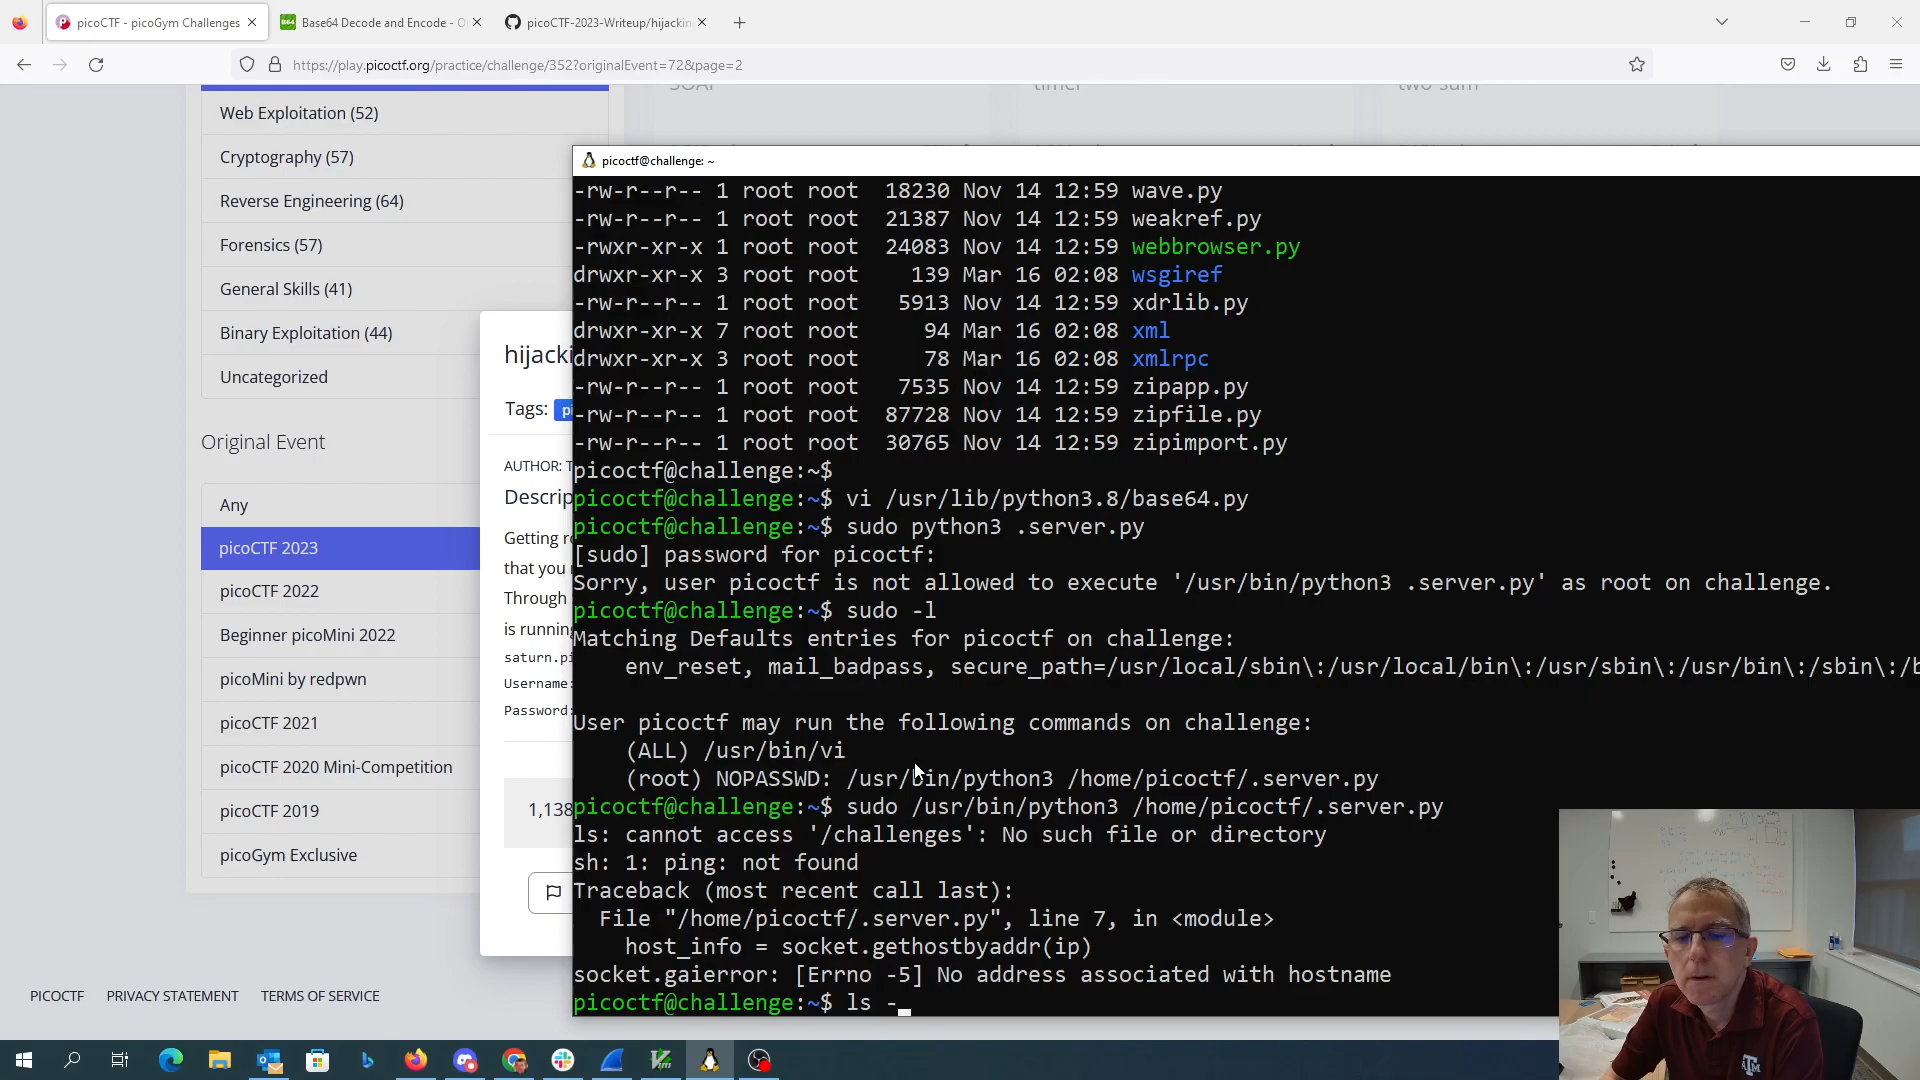 picoCTF - picoGym Challenges
Base64 Decode and Encode - O
picoCTF-2023-Writeup/hijackin
https://play.picoctf.org/practice/challenge/352?originalEvent=72&page=2
SOAP
timer
two-sum
Web Exploitation (52)
Cryptography (57)
Reverse Engineering (64)
Forensics (57)
General Skills (41)
Binary Exploitation (44)
Uncategorized
Original Event
Any
picoCTF 2023
picoCTF 2022
Beginner picoMini 2022
picoMini by redpwn
picoCTF 2021
picoCTF 2020 Mini-Competition
picoCTF 2019
picoGym Exclusive
PICOCTF PRIVACY STATEMENT TERMS OF SERVICE
hijacki
Tags: pi
AUTHOR: T
Descrip
Getting ro
that you
Through
is running
saturn.pi
Username:
Password:
1,138
picoctf@challenge: ~
-rw-r--r-- 1 root root 18230 Nov 14 12:59 wave.py
-rw-r--r-- 1 root root 21387 Nov 14 12:59 weakref.py
-rwxr-xr-x 1 root root 24083 Nov 14 12:59 webbrowser.py
drwxr-xr-x 3 root root 139 Mar 16 02:08 wsgiref
-rw-r--r-- 1 root root 5913 Nov 14 12:59 xdrlib.py
drwxr-xr-x 7 root root 94 Mar 16 02:08 xml
drwxr-xr-x 3 root root 78 Mar 16 02:08 xmlrpc
-rw-r--r-- 1 root root 7535 Nov 14 12:59 zipapp.py
-rw-r--r-- 1 root root 87728 Nov 14 12:59 zipfile.py
-rw-r--r-- 1 root root 30765 Nov 14 12:59 zipimport.py
picoctf@challenge:~$
picoctf@challenge:~$ vi /usr/lib/python3.8/base64.py
picoctf@challenge:~$ sudo python3 .server.py
[sudo] password for picoctf:
Sorry, user picoctf is not allowed to execute '/usr/bin/python3 .server.py' as root on challenge.
picoctf@challenge:~$ sudo -l
Matching Defaults entries for picoctf on challenge:
env_reset, mail_badpass, secure_path=/usr/local/sbin\:/usr/local/bin\:/usr/sbin\:/usr/bin\:/sbin\:/b
User picoctf may run the following commands on challenge:
(ALL) /usr/bin/vi
(root) NOPASSWD: /usr/bin/python3 /home/picoctf/.server.py
picoctf@challenge:~$ sudo /usr/bin/python3 /home/picoctf/.server.py
ls: cannot access '/challenges': No such file or directory
sh: 1: ping: not found
Traceback (most recent call last):
File "/home/picoctf/.server.py", line 7, in <module>
host_info = socket.gethostbyaddr(ip)
socket.gaierror: [Errno -5] No address associated with hostname
picoctf@challenge:~$ ls -